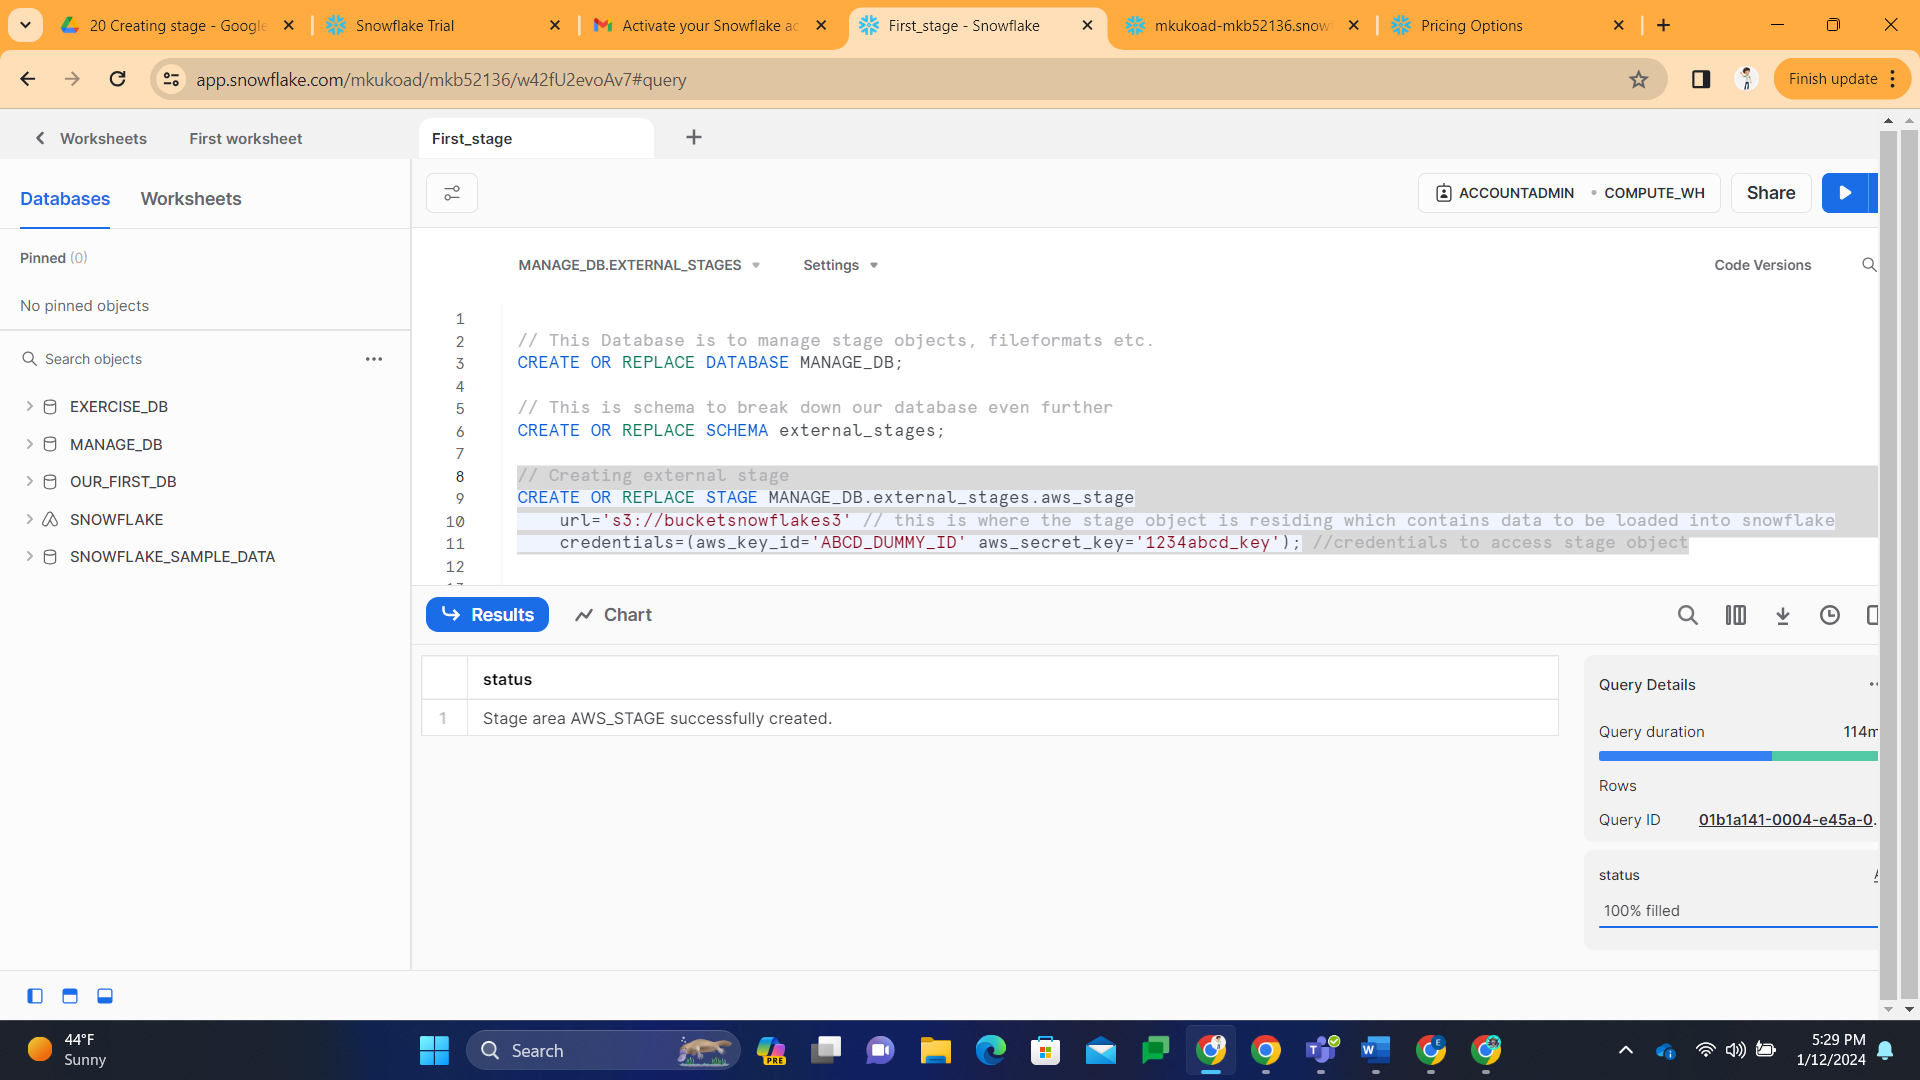 20 Creating stage - Google
Snowflake Trial
Activate your Snowflake ac
First_stage - Snowflake
mkukoad-mkb52136.snowf
Pricing Options
app.snowflake.com/mkukoad/mkb52136/w42fU2evoAv7#query
Finish update
Worksheets
First worksheet
First_stage
Databases
Worksheets
ACCOUNTADMIN
COMPUTE_WH
Share
Pinned (0)
No pinned objects
MANAGE_DB.EXTERNAL_STAGES
Settings
Code Versions
Search objects
EXERCISE_DB
MANAGE_DB
OUR_FIRST_DB
SNOWFLAKE
SNOWFLAKE_SAMPLE_DATA
1
2 // This Database is to manage stage objects, fileformats etc.
3 CREATE OR REPLACE DATABASE MANAGE_DB;
4
5 // This is schema to break down our database even further
6 CREATE OR REPLACE SCHEMA external_stages;
7
8 // Creating external stage
9 CREATE OR REPLACE STAGE MANAGE_DB.external_stages.aws_stage
10 url='s3://bucketsnowflakes3' // this is where the stage object is residing which contains data to be loaded into snowflake
11 credentials=(aws_key_id='ABCD_DUMMY_ID' aws_secret_key='1234abcd_key'); //credentials to access stage object
12
Results
Chart
status
1 Stage area AWS_STAGE successfully created.
Query Details
Query duration 114m
Rows
Query ID 01b1a141-0004-e45a-0.
status
100% filled
44°F
Sunny
Search
PRE
5:29 PM
1/12/2024